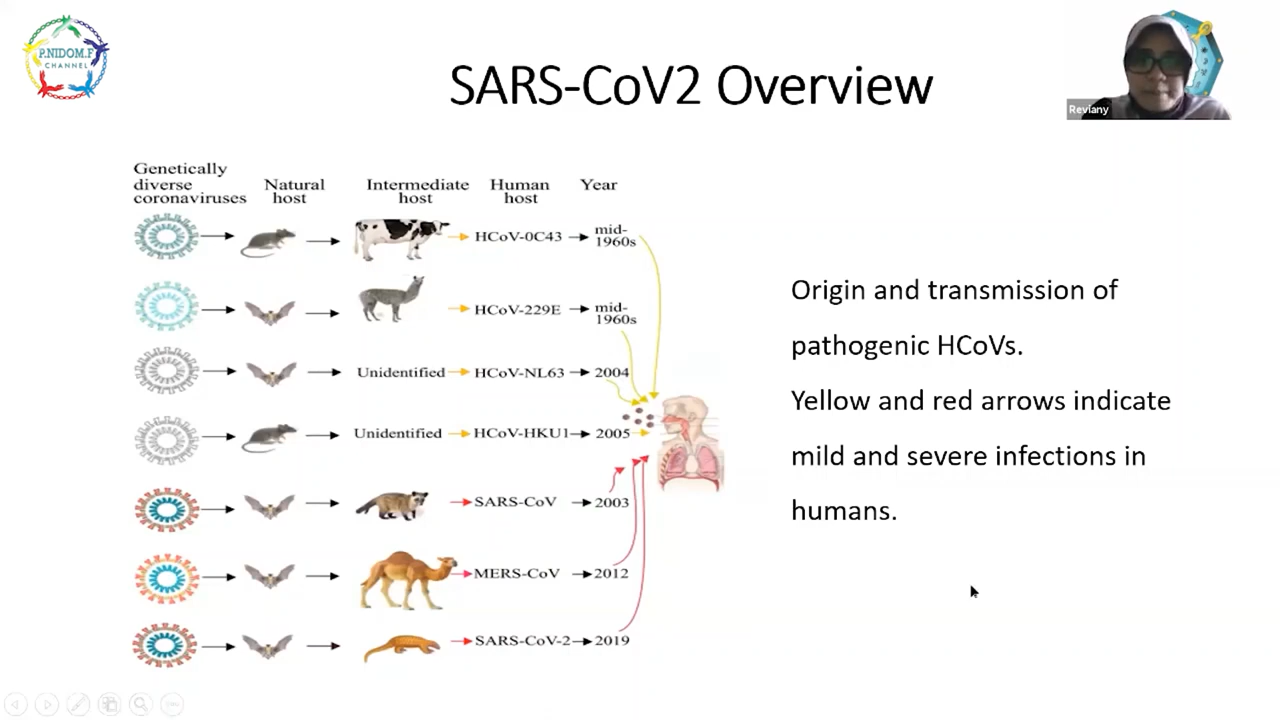 P.NIDOM.F
CHANNEL
SARS-CoV2 Overview
Reviany
Genetically
diverse
coronaviruses
Natural
host
Intermediate
host
Human
host
Year
HCoV-0C43
mid-
1960s
HCoV-229E
mid-
1960s
Unidentified
HCoV-NL63
2004
Unidentified
HCoV-HKU1
2005
SARS-CoV
2003
MERS-CoV
2012
SARS-CoV-2
2019
Origin and transmission of
pathogenic HCoVs.
Yellow and red arrows indicate
mild and severe infections in
humans.